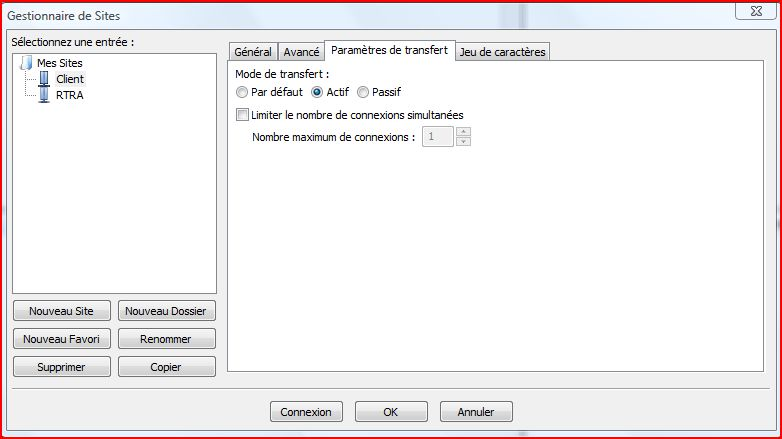 Gestionnaire de Sites
Sélectionnez une entrée :
Mes Sites
Client
RTRA
Nouveau Site
Nouveau Dossier
Nouveau Favori
Renommer
Supprimer
Copier
Général
Avancé
Paramètres de transfert
Jeu de caractères
Mode de transfert :
Par défaut
Actif
Passif
Limiter le nombre de connexions simultanées
Nombre maximum de connexions :
1
Connexion
OK
Annuler